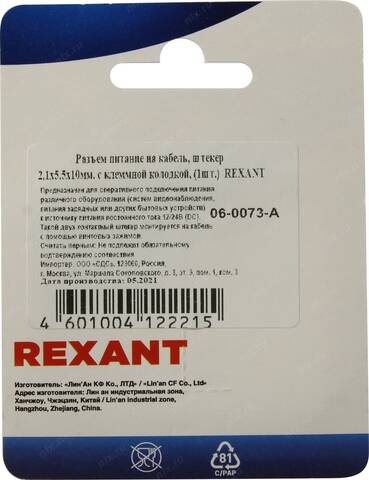 Разъем питание на кабель, штекер
2,1x5.5x10мм. с клеммной колодкой, (1шт.) REXANT
Предназначен для оперативного подключения питания
различного оборудования (систем видеонаблюдения,
питания зарядных или других бытовых устройств)
к источнику питания постоянного тока 12/24В (DC).
06-0073-A
Такой двух контактный штекер монтируется на кабель
с помощью винтовых зажимов.
Считать первым: Не подлежит обязательному
подтверждению соответствия
Импортер: ООО «СДС», 123060, Россия,
г. Москва, ул. Маршала Соколовского, д. 3, эт. 3, пом. 1, ком. 1
Дата производства: 05.2021
4 601004 122215
REXANT
Изготовитель: «Лин'Ан КФ Ко., ЛТД» / «Lin'an CF Co., Ltd»
Адрес изготовителя: Лин ан индустриальная зона,
Ханчжоу, Чжэцзян, Китай / Lin'an industrial zone,
Hangzhou, Zhejiang, China.
81
C/PAP